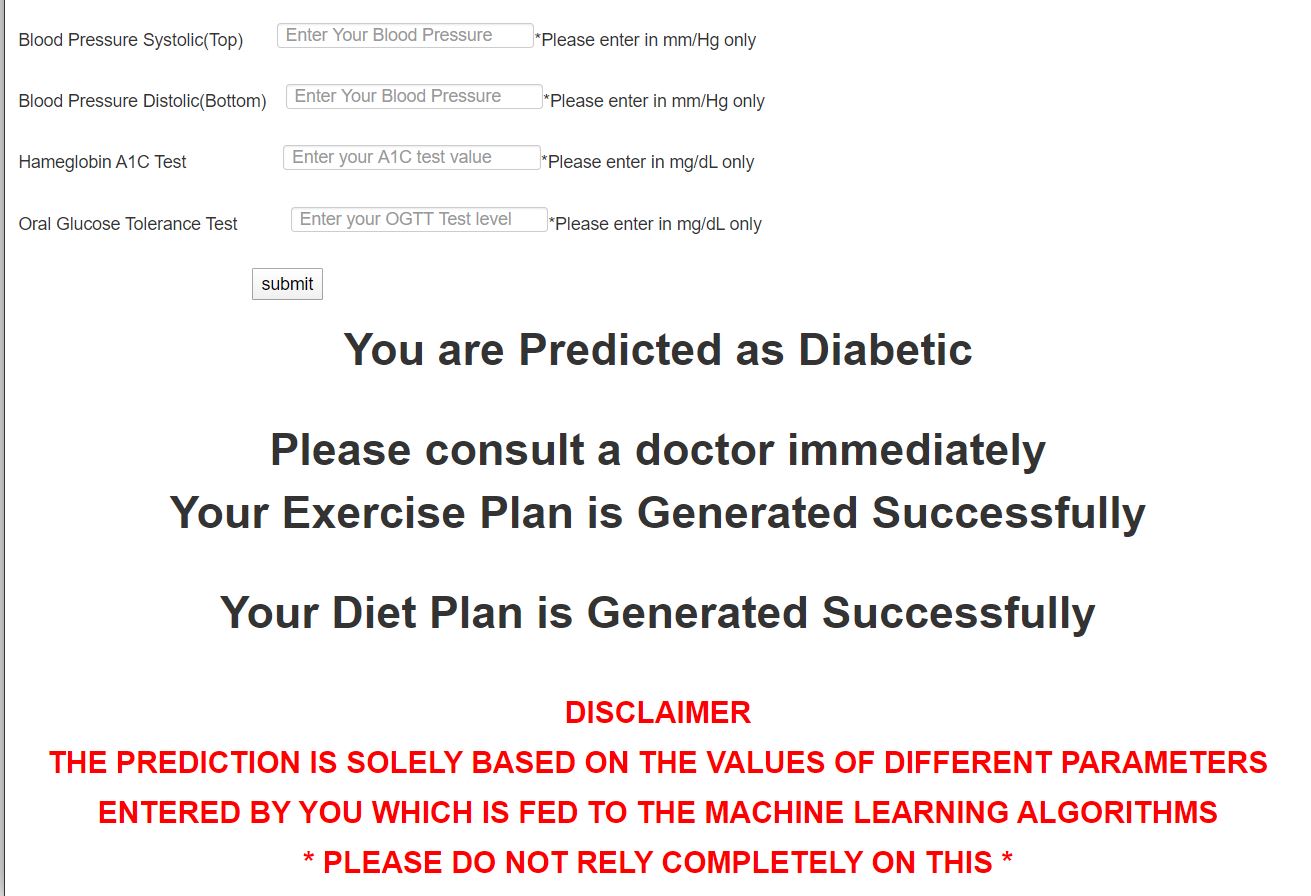 Blood Pressure Systolic(Top) Enter Your Blood Pressure *Please enter in mm/Hg only
Blood Pressure Distolic(Bottom) Enter Your Blood Pressure *Please enter in mm/Hg only
Hameglobin A1C Test Enter your A1C test value *Please enter in mg/dL only
Oral Glucose Tolerance Test Enter your OGTT Test level *Please enter in mg/dL only
submit
You are Predicted as Diabetic
Please consult a doctor immediately
Your Exercise Plan is Generated Successfully
Your Diet Plan is Generated Successfully
DISCLAIMER
THE PREDICTION IS SOLELY BASED ON THE VALUES OF DIFFERENT PARAMETERS
ENTERED BY YOU WHICH IS FED TO THE MACHINE LEARNING ALGORITHMS
* PLEASE DO NOT RELY COMPLETELY ON THIS *